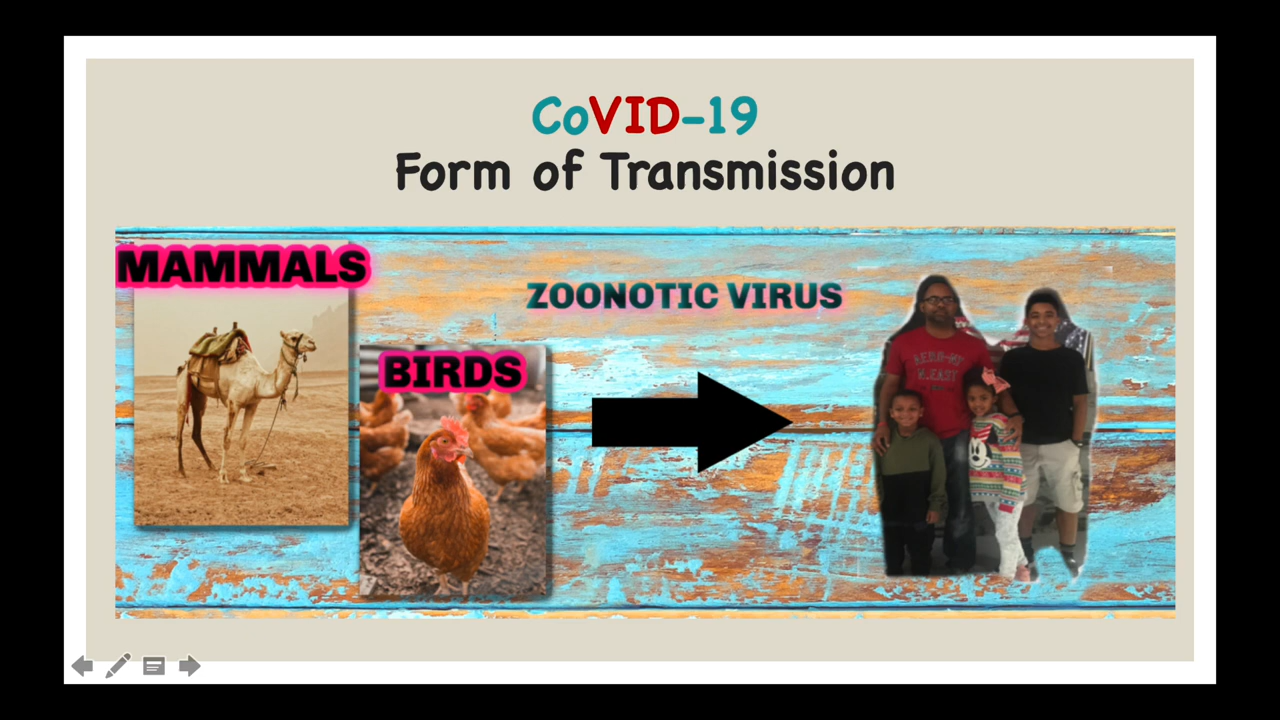 CoVID-19
Form of Transmission
MAMMALS
ZOONOTIC VIRUS
BIRDS